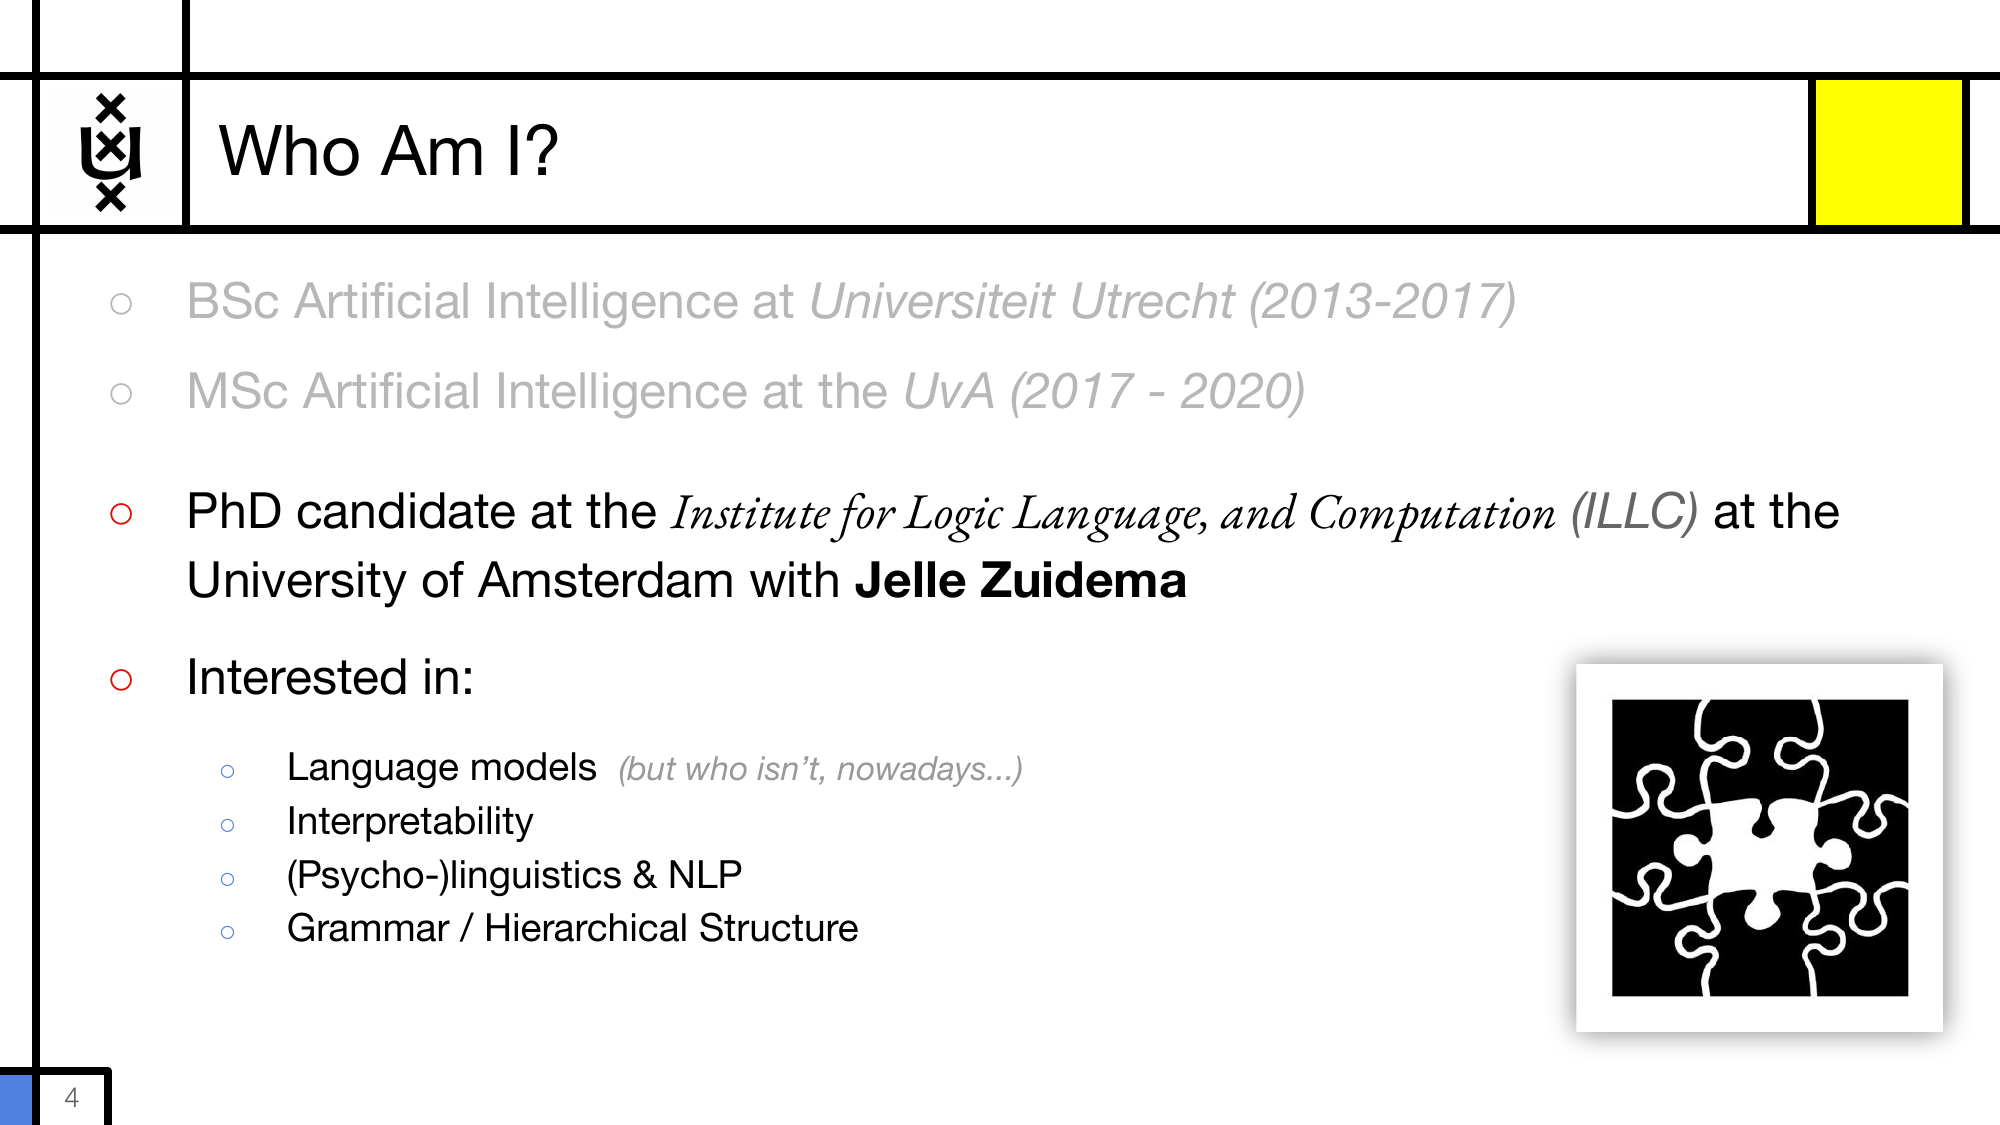 Who Am I?
○ BSc Artificial Intelligence at Universiteit Utrecht (2013-2017)
○ MSc Artificial Intelligence at the UvA (2017 - 2020)
○ PhD candidate at the Institute for Logic Language, and Computation (ILLC) at the
University of Amsterdam with Jelle Zuidema
○ Interested in:
○ Language models (but who isn’t, nowadays...)
○ Interpretability
○ (Psycho-)linguistics & NLP
○ Grammar / Hierarchical Structure
4